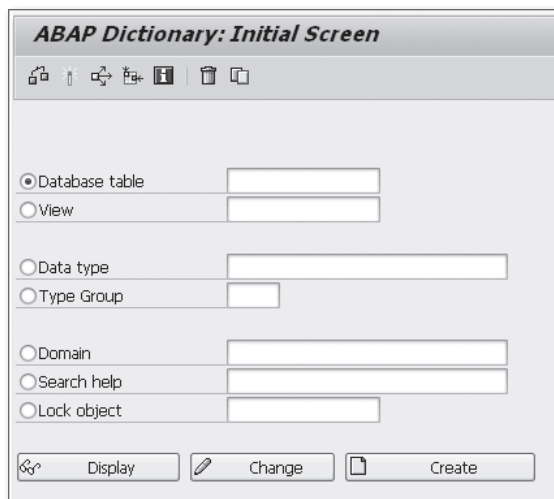 ABAP Dictionary: Initial Screen
Database table
View
Data type
Type Group
Domain
Search help
Lock object
Display Change Create